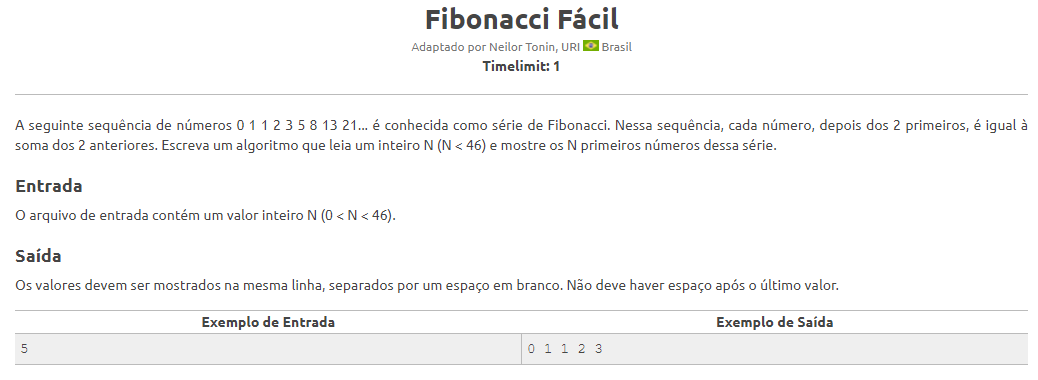 Fibonacci Fácil
Adaptado por Neilor Tonin, URI Brasil
Timelimit: 1
A seguinte sequência de números 0 1 1 2 3 5 8 13 21... é conhecida como série de Fibonacci. Nessa sequência, cada número, depois dos 2 primeiros, é igual à
soma dos 2 anteriores. Escreva um algoritmo que leia um inteiro N (N < 46) e mostre os N primeiros números dessa série.
Entrada
O arquivo de entrada contém um valor inteiro N (0 < N < 46).
Saída
Os valores devem ser mostrados na mesma linha, separados por um espaço em branco. Não deve haver espaço após o último valor.
Exemplo de Entrada Exemplo de Saída
5 0 1 1 2 3